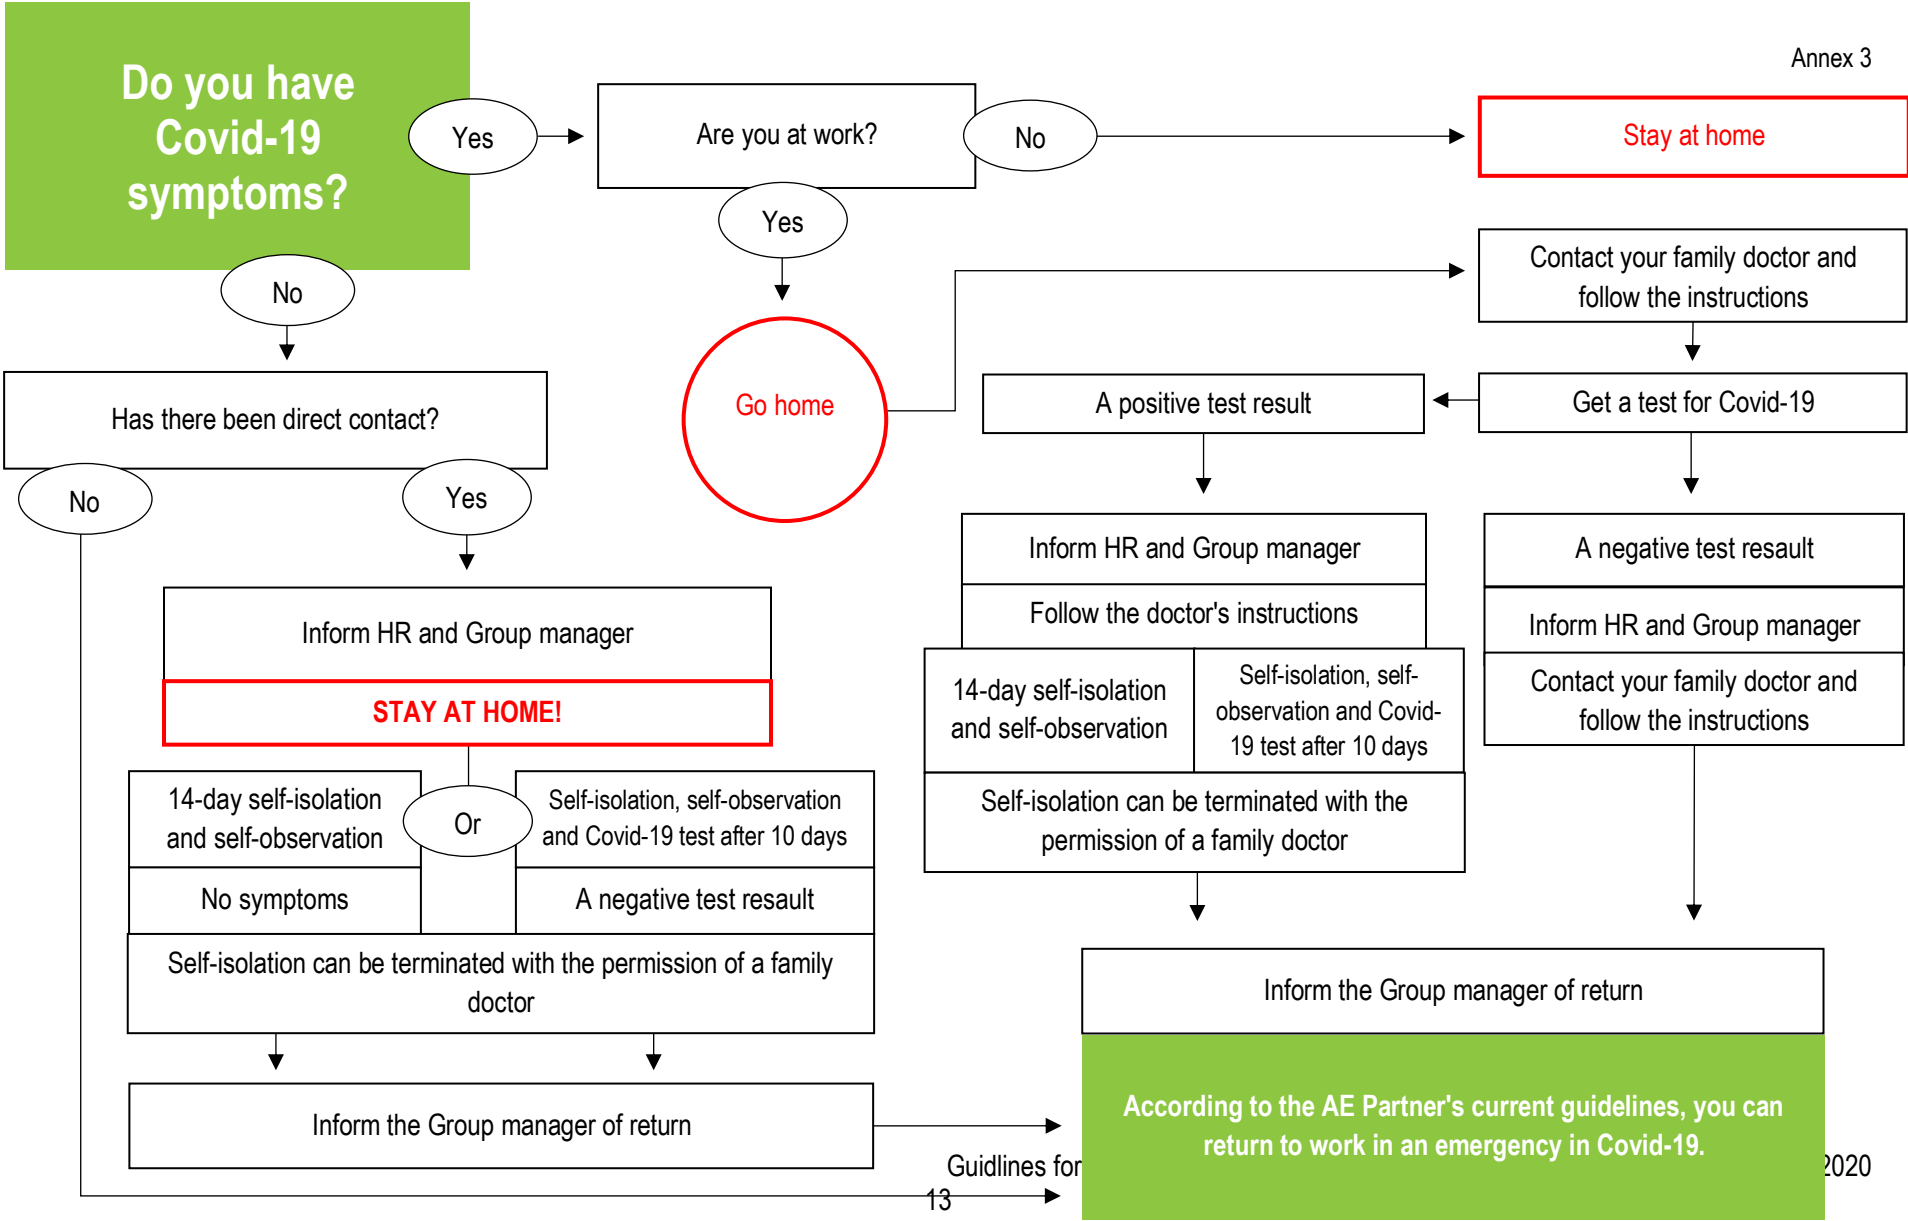 Annex 3
Do you have
Covid-19
symptoms?
Yes
Are you at work?
No
Stay at home
Yes
No
Contact your family doctor and
follow the instructions
Go home
Has there been direct contact?
A positive test result
Get a test for Covid-19
No
Yes
Inform HR and Group manager
STAY AT HOME!
14-day self-isolation
and self-observation
Or
Self-isolation, self-observation
and Covid-19 test after 10 days
No symptoms
A negative test resault
Self-isolation can be terminated with the permission of a family
doctor
Inform the Group manager of return
Inform HR and Group manager
Follow the doctor's instructions
14-day self-isolation
and self-observation
Self-isolation, self-
observation and Covid-
19 test after 10 days
Self-isolation can be terminated with the
permission of a family doctor
A negative test resault
Inform HR and Group manager
Contact your family doctor and
follow the instructions
Inform the Group manager of return
According to the AE Partner's current guidelines, you can
return to work in an emergency in Covid-19.
Guidlines for 2020
13